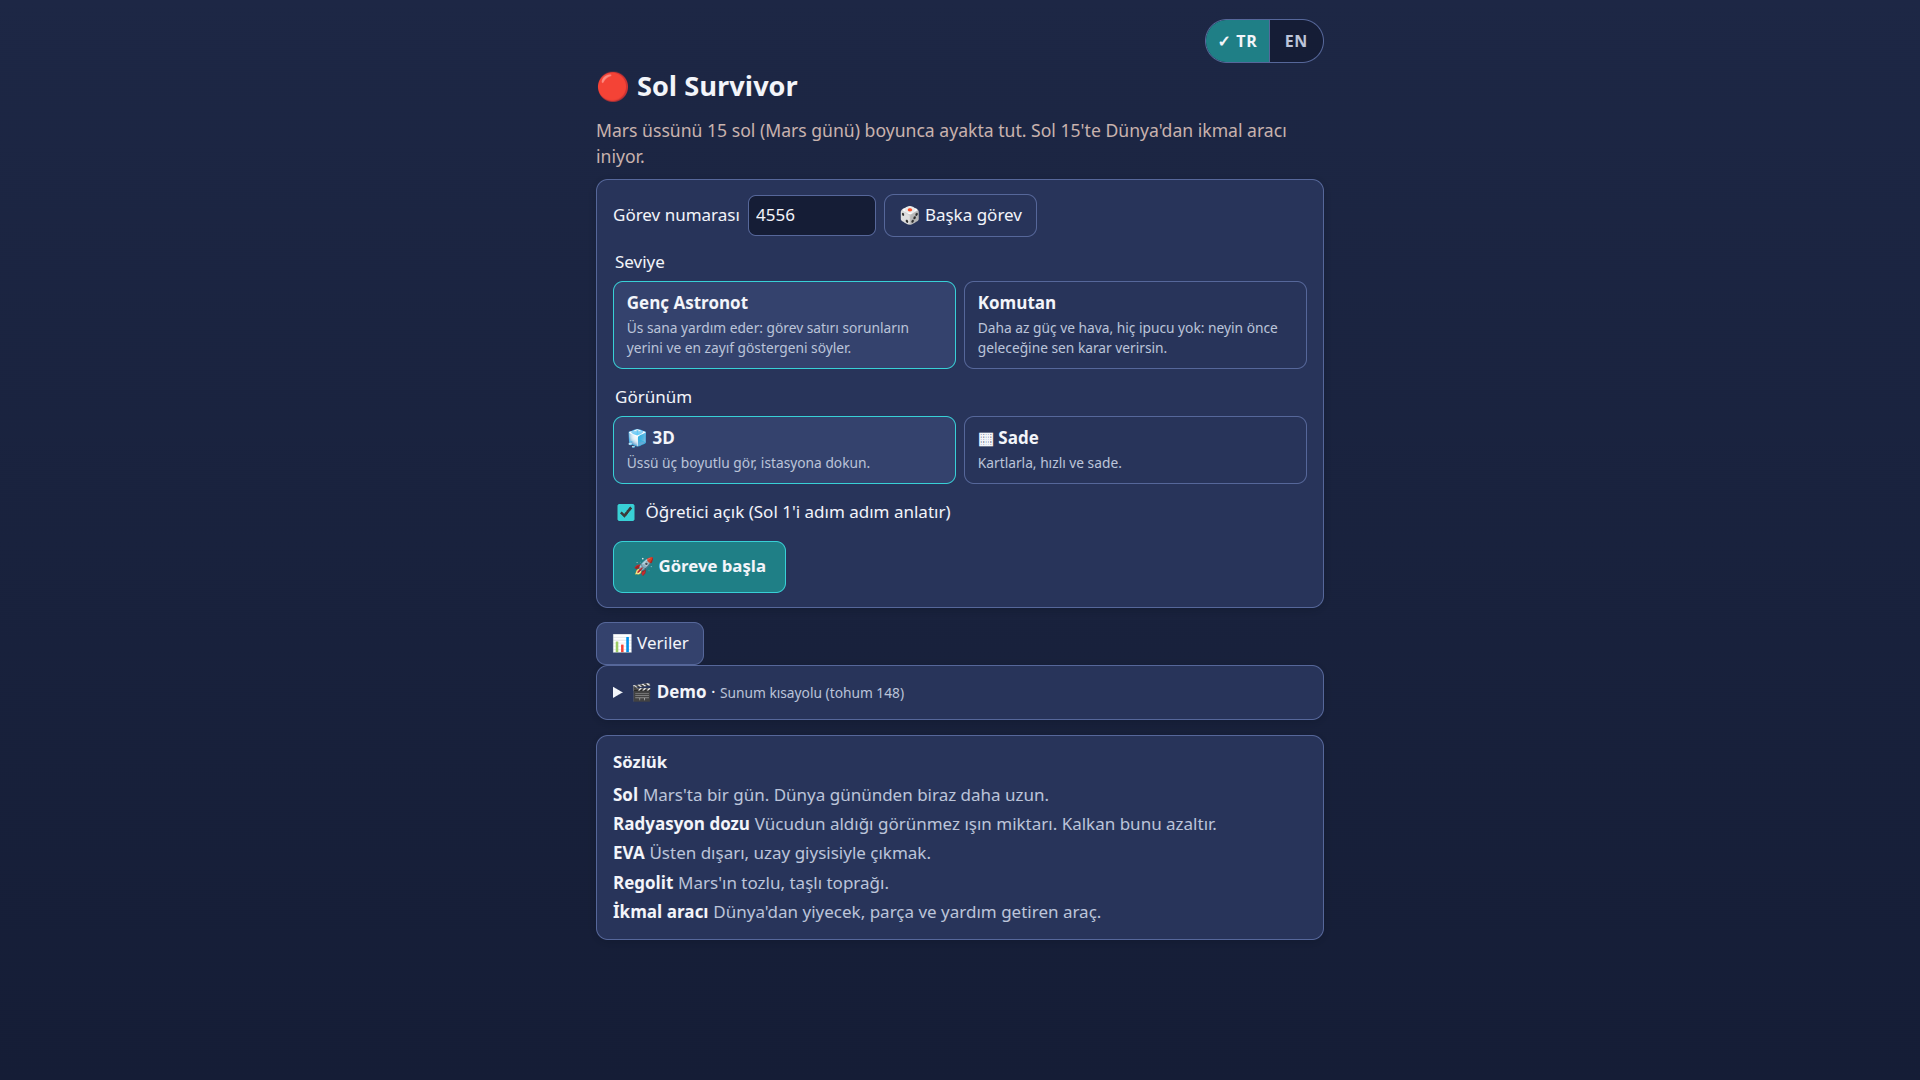 ✓ TR EN
🔴 Sol Survivor
Mars üssünü 15 sol (Mars günü) boyunca ayakta tut. Sol 15'te Dünya'dan ikmal aracı
iniyor.
Görev numarası 4556 🎲 Başka görev
Seviye
Genç Astronot
Üs sana yardım eder: görev satırı sorunların
yerini ve en zayıf göstergeni söyler.
Komutan
Daha az güç ve hava, hiç ipucu yok: neyin önce
geleceğine sen karar verirsin.
Görünüm
🧊 3D
Üssü üç boyutlu gör, istasyona dokun.
▦ Sade
Kartlarla, hızlı ve sade.
Öğretici açık (Sol 1'i adım adım anlatır)
🚀 Göreve başla
📊 Veriler
▶ 🎬 Demo · Sunum kısayolu (tohum 148)
Sözlük
Sol Mars'ta bir gün. Dünya gününden biraz daha uzun.
Radyasyon dozu Vücudun aldığı görünmez ışın miktarı. Kalkan bunu azaltır.
EVA Üsten dışarı, uzay giysisiyle çıkmak.
Regolit Mars'ın tozlu, taşlı toprağı.
İkmal aracı Dünya'dan yiyecek, parça ve yardım getiren araç.